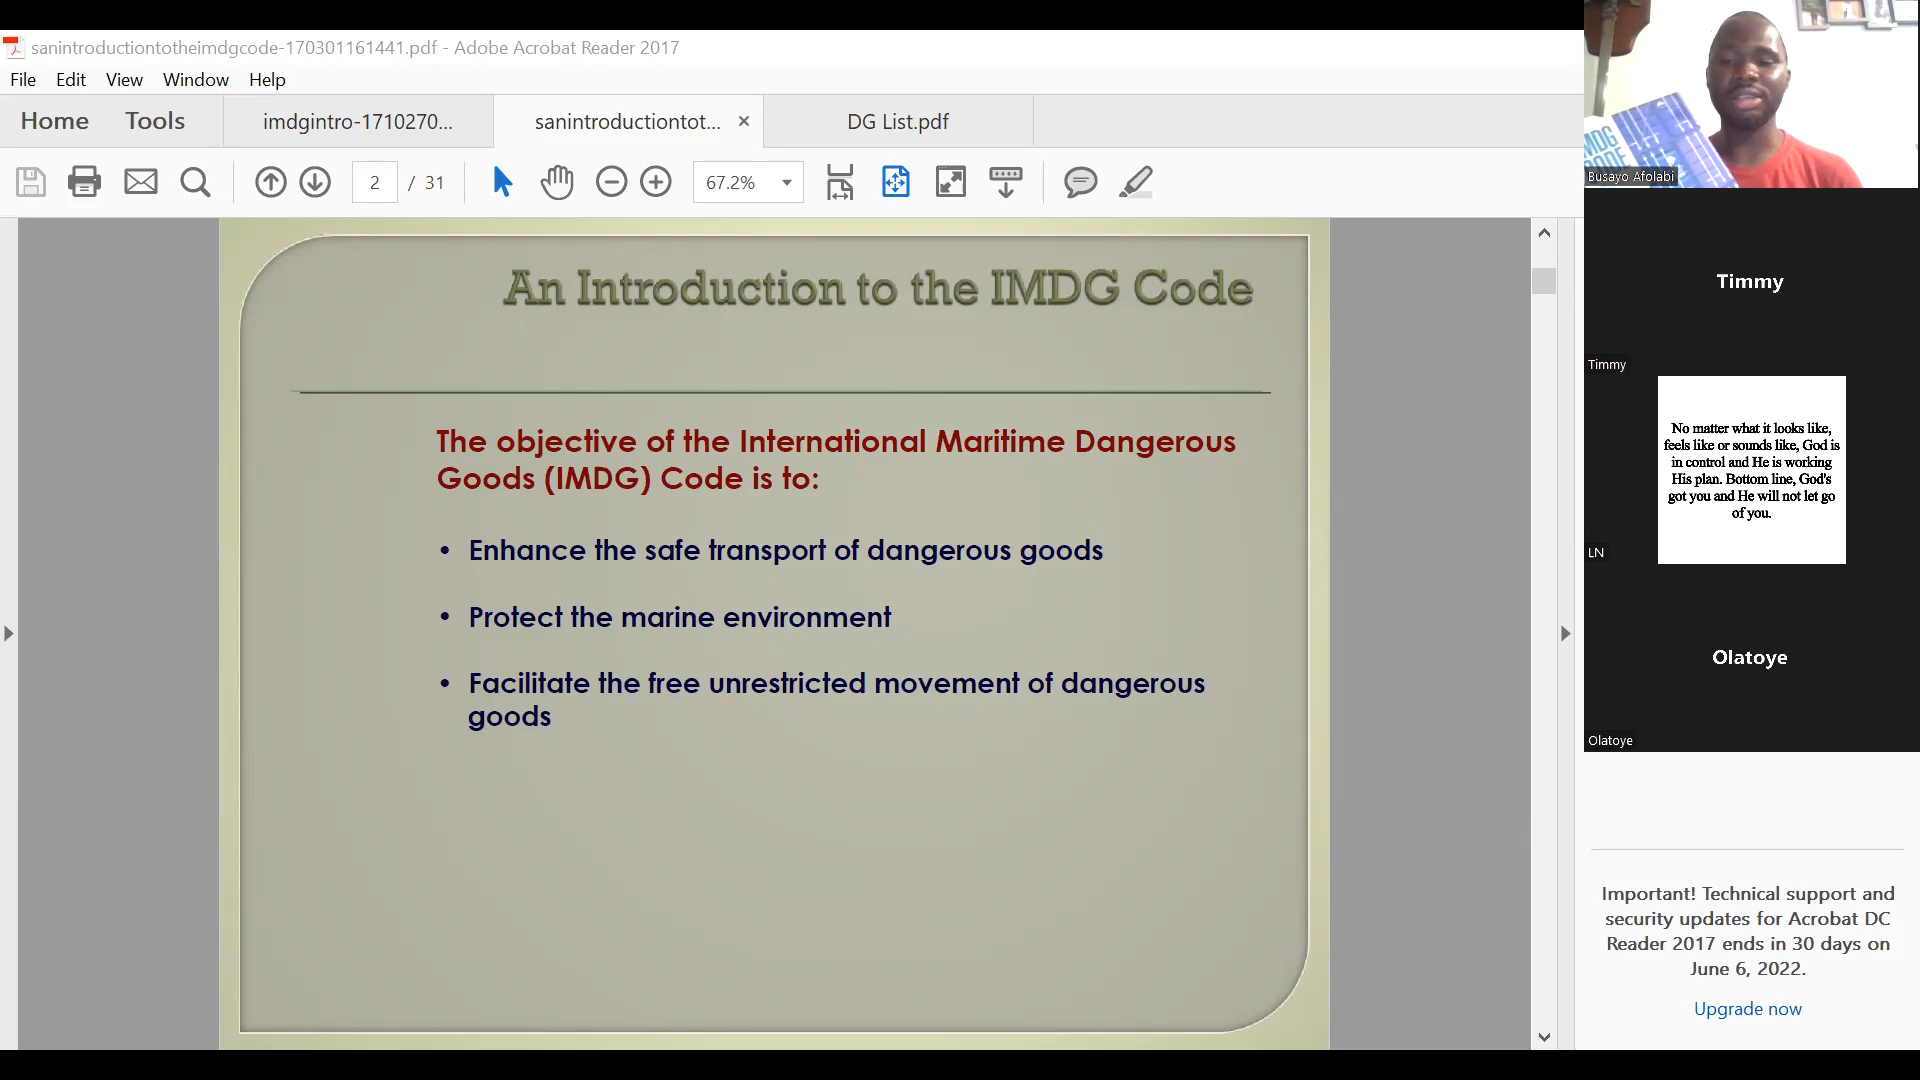 sanintroductiontotheimdgcode-170301161441.pdf - Adobe Acrobat Reader 2017
File Edit View Window Help
Home Tools imdgintro-1710270... sanintroductiontot... × DG List.pdf
2 / 31 67.2%
An Introduction to the IMDG Code
The objective of the International Maritime Dangerous
Goods (IMDG) Code is to:
• Enhance the safe transport of dangerous goods
• Protect the marine environment
• Facilitate the free unrestricted movement of dangerous
goods
IMDG
CODE
Busayo Afolabi
Timmy
Timmy
No matter what it looks like,
feels like or sounds like, God is
in control and He is working
His plan. Bottom line, God's
got you and He will not let go
of you.
LN
Olatoye
Olatoye
Important! Technical support and
security updates for Acrobat DC
Reader 2017 ends in 30 days on
June 6, 2022.
Upgrade now